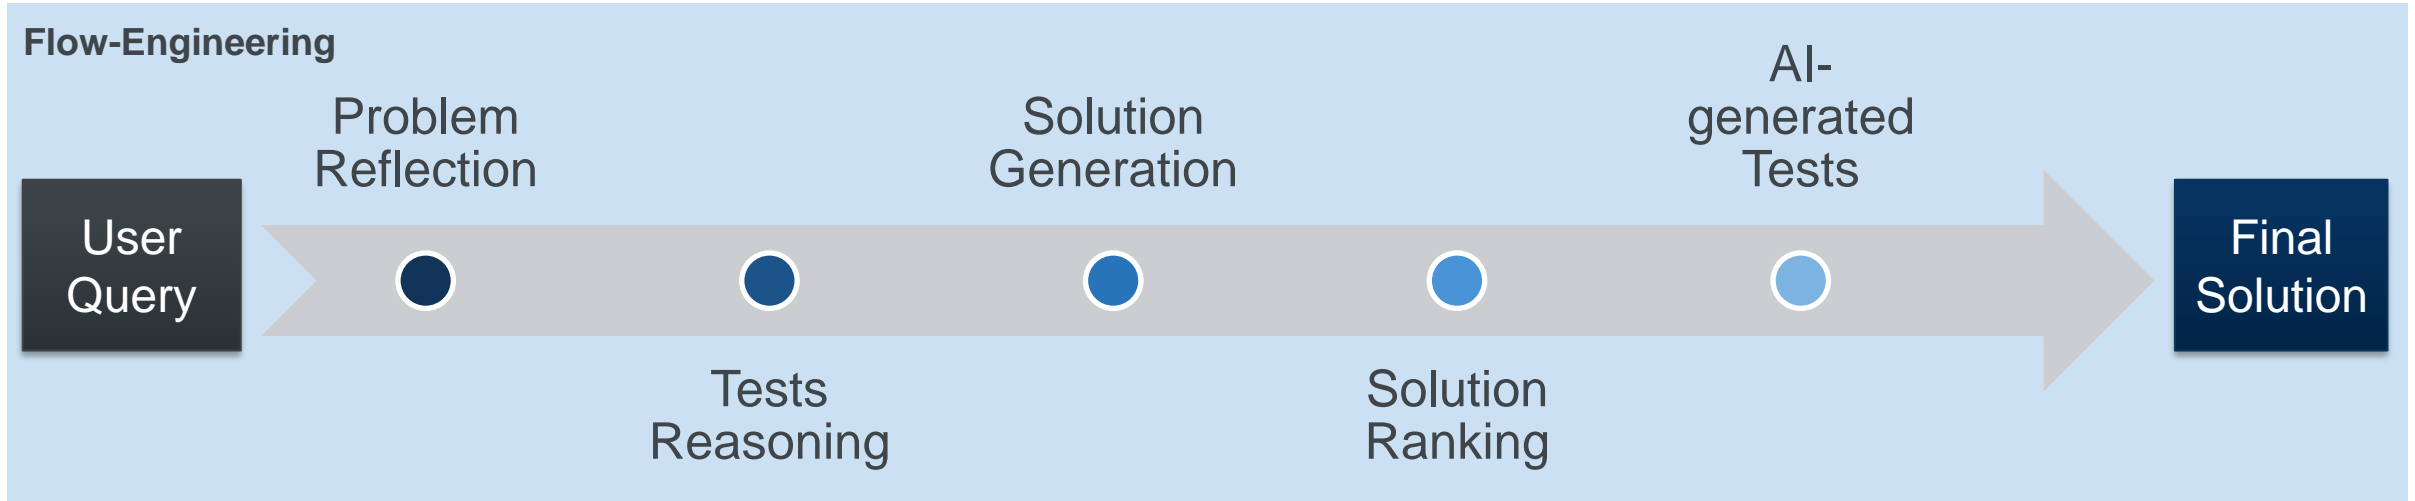 Flow-Engineering
User
Query
Problem
Reflection
Tests
Reasoning
Solution
Generation
Solution
Ranking
AI-
generated
Tests
Final
Solution